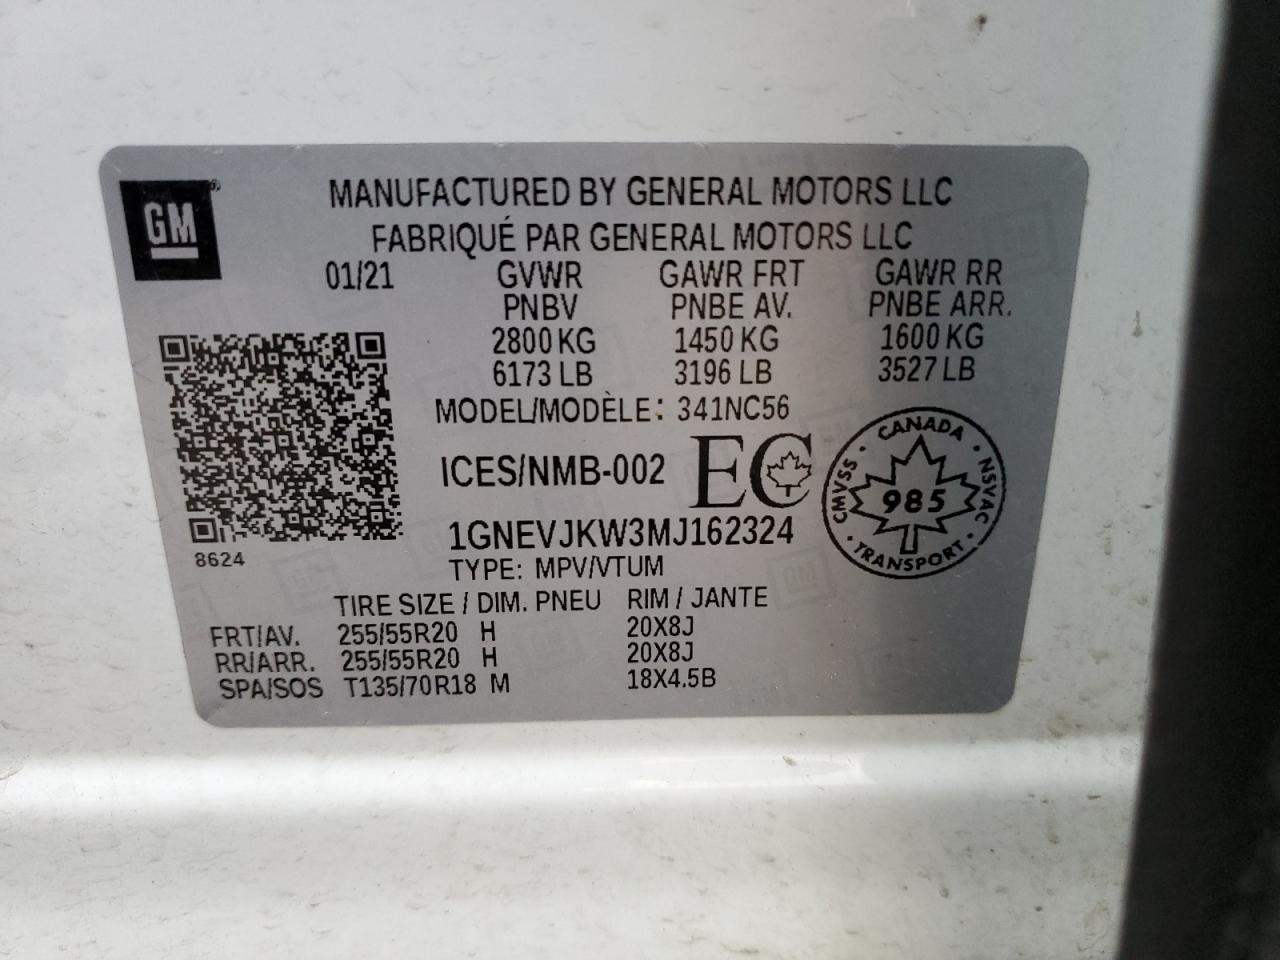 GM
MANUFACTURED BY GENERAL MOTORS LLC
FABRIQUÉ PAR GENERAL MOTORS LLC
01/21 GVWR GAWR FRT GAWR RR
PNBV PNBE AV. PNBE ARR.
2800 KG 1450 KG 1600 KG
6173 LB 3196 LB 3527 LB
MODEL/MODÈLE: 341NC56
ICES/NMB-002 EC
CANADA
CMVSS 985 NSVAC
TRANSPORT
1GNEVJKW3MJ162324
8624
TYPE: MPV/VTUM
TIRE SIZE / DIM. PNEU RIM / JANTE
FRT/AV. 255/55R20 H 20X8J
RR/ARR. 255/55R20 H 20X8J
SPA/SOS T135/70R18 M 18X4.5B